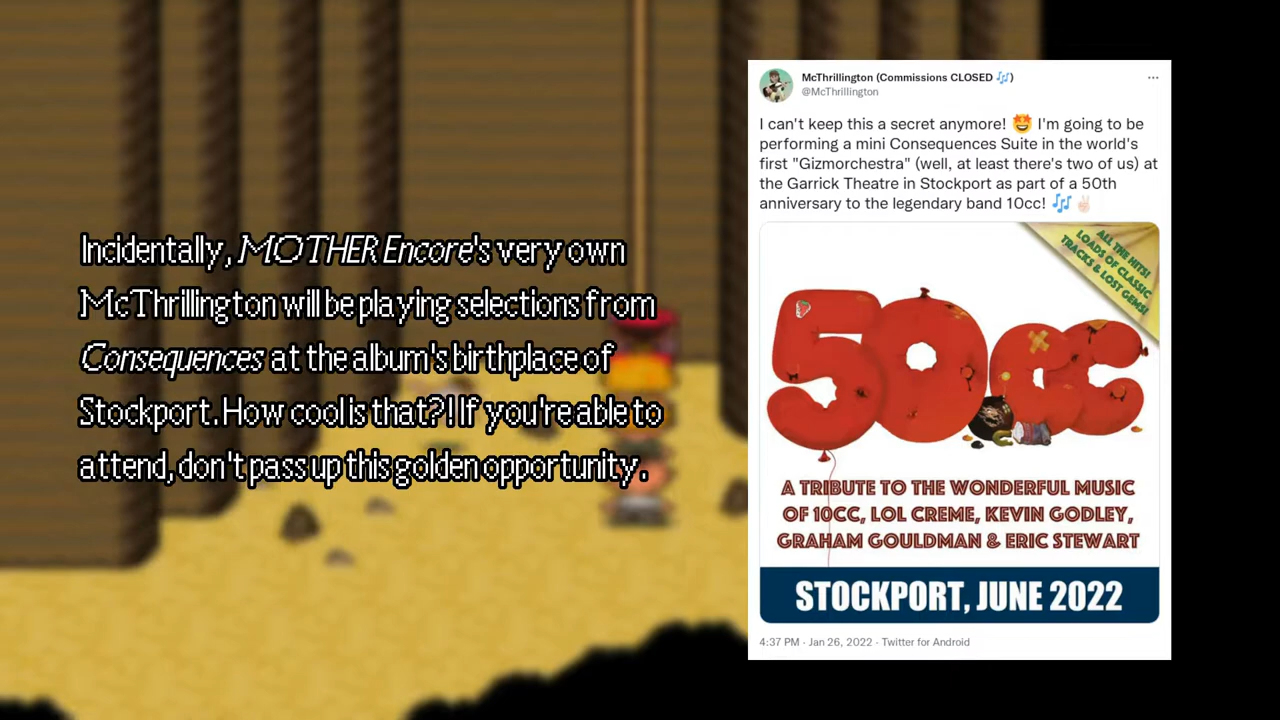 Incidentally, MOTHER Encore's very own
McThrillington will be playing selections from
Consequences at the album's birthplace of
Stockport. How cool is that?! If you're able to
attend, don't pass up this golden opportunity.
McThrillington (Commissions CLOSED 🎶)
@McThrillington
I can't keep this a secret anymore! 🤩 I'm going to be
performing a mini Consequences Suite in the world's
first "Gizmorchestra" (well, at least there's two of us) at
the Garrick Theatre in Stockport as part of a 50th
anniversary to the legendary band 10cc! 🎶✌🏻
ALL THE HITS!
LOADS OF CLASSIC
TRACKS & LOST GEMS!
50CC
A TRIBUTE TO THE WONDERFUL MUSIC
OF 10CC, LOL CREME, KEVIN GODLEY,
GRAHAM GOULDMAN & ERIC STEWART
STOCKPORT, JUNE 2022
4:37 PM · Jan 26, 2022 · Twitter for Android